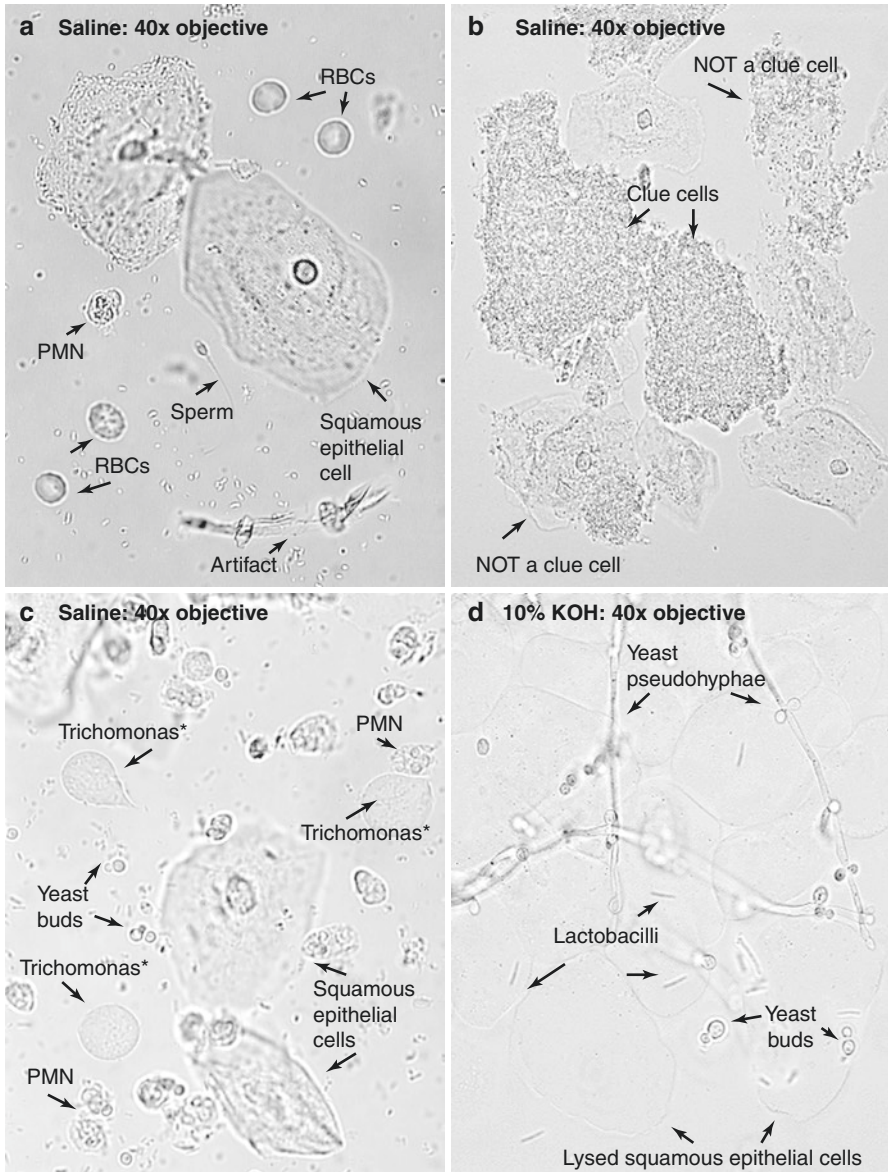 a Saline: 40x objective
RBCs
PMN
Sperm
Squamous
epithelial
cell
RBCs
Artifact
b Saline: 40x objective
NOT a clue cell
Clue cells
NOT a clue cell
c Saline: 40x objective
Trichomonas*
PMN
Trichomonas*
Yeast
buds
Trichomonas*
Squamous
epithelial
cells
PMN
d 10% KOH: 40x objective
Yeast
pseudohyphae
Lactobacilli
Yeast
buds
Lysed squamous epithelial cells